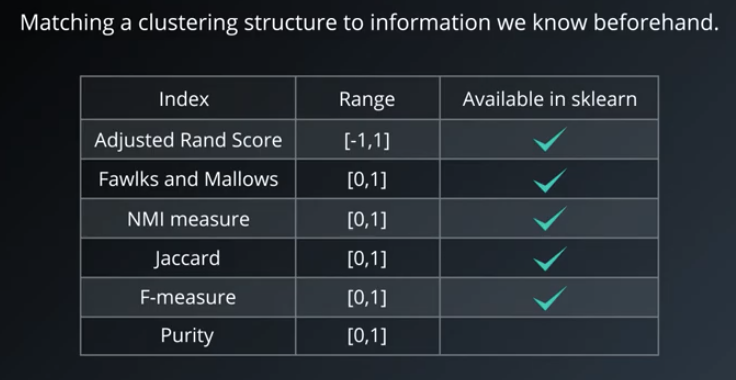 Matching a clustering structure to information we know beforehand.
Index Range Available in sklearn
Adjusted Rand Score [-1,1] ✓
Fawlks and Mallows [0,1] ✓
NMI measure [0,1] ✓
Jaccard [0,1] ✓
F-measure [0,1] ✓
Purity [0,1]